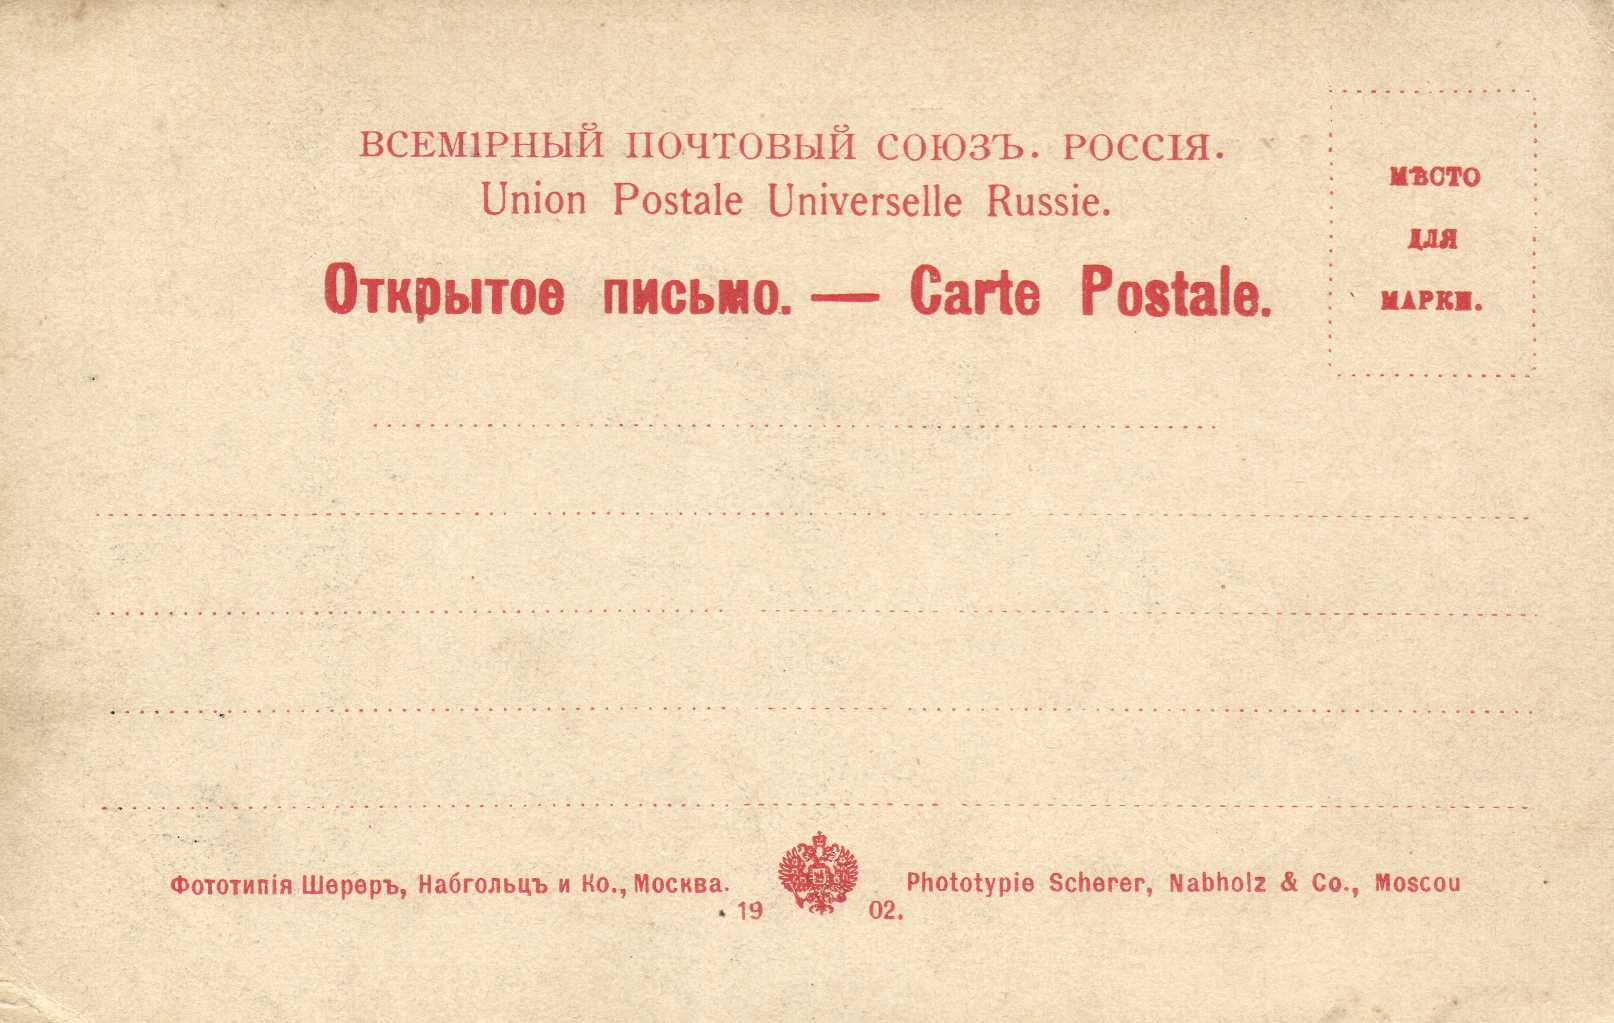 ВСЕМІРНЫЙ ПОЧТОВЫЙ СОЮЗЪ. РОССІЯ.
Union Postale Universelle Russie.
Открытое письмо. — Carte Postale.
МѢСТО
ДЛЯ
МАРКИ.
Фототипія Шереръ, Набгольцъ и Ко., Москва.
Phototypie Scherer, Nabholz & Co., Moscou
19 02.